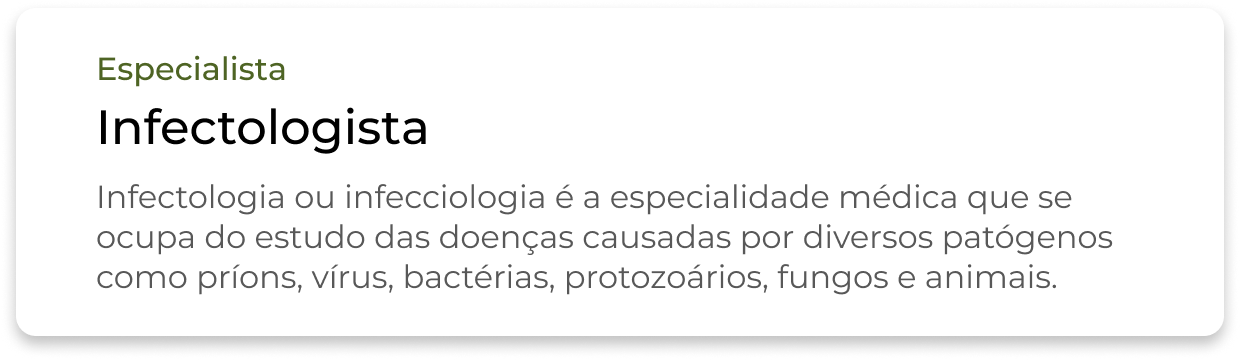 Especialista
Infectologista
Infectologia ou infecciologia é a especialidade médica que se
ocupa do estudo das doenças causadas por diversos patógenos
como príons, vírus, bactérias, protozoários, fungos e animais.